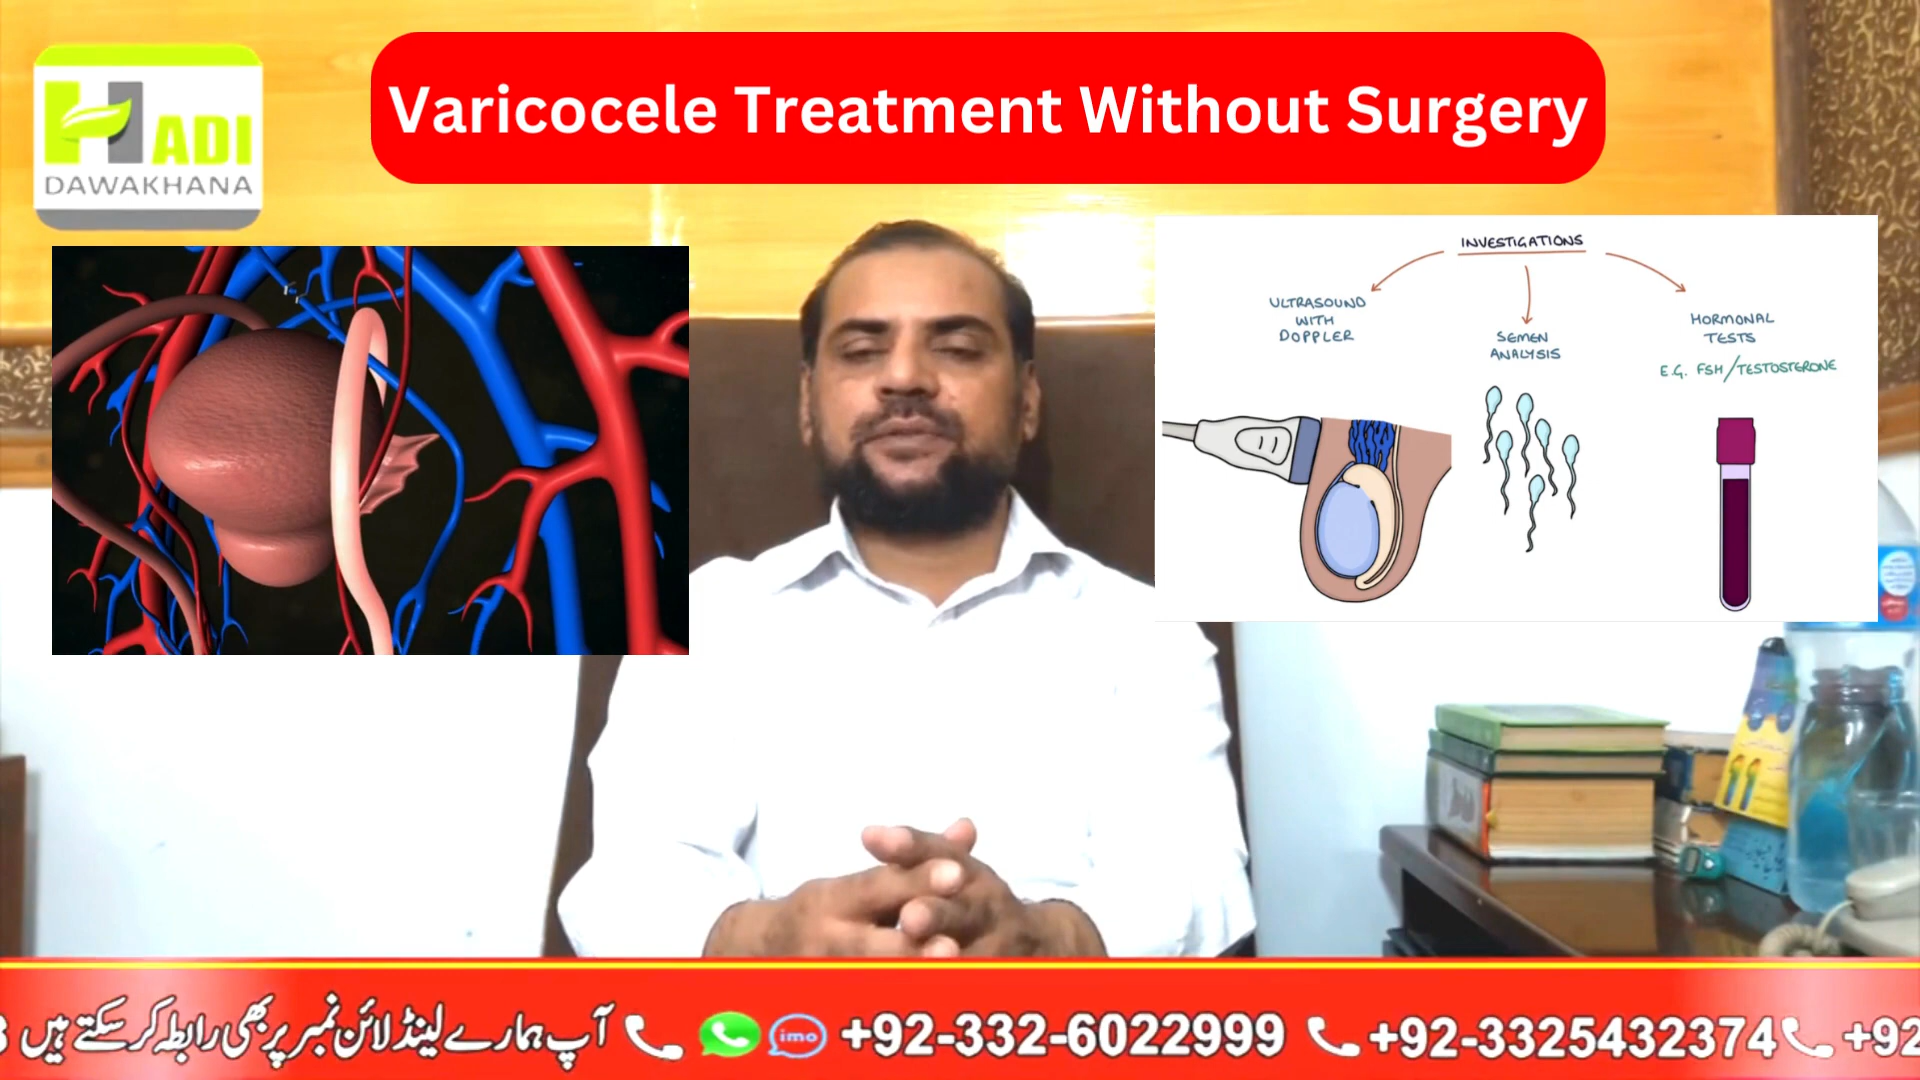 HADI
DAWAKHANA
Varicocele Treatment Without Surgery
INVESTIGATIONS
ULTRASOUND
WITH
DOPPLER
SEMEN
ANALYSIS
HORMONAL
TESTS
E.G. FSH/TESTOSTERONE
آپ ہمارے لینڈ لائن نمبر پر بھی رابطہ کر سکتے ہیں
imo +92-332-6022999 +92-3325432374 +92